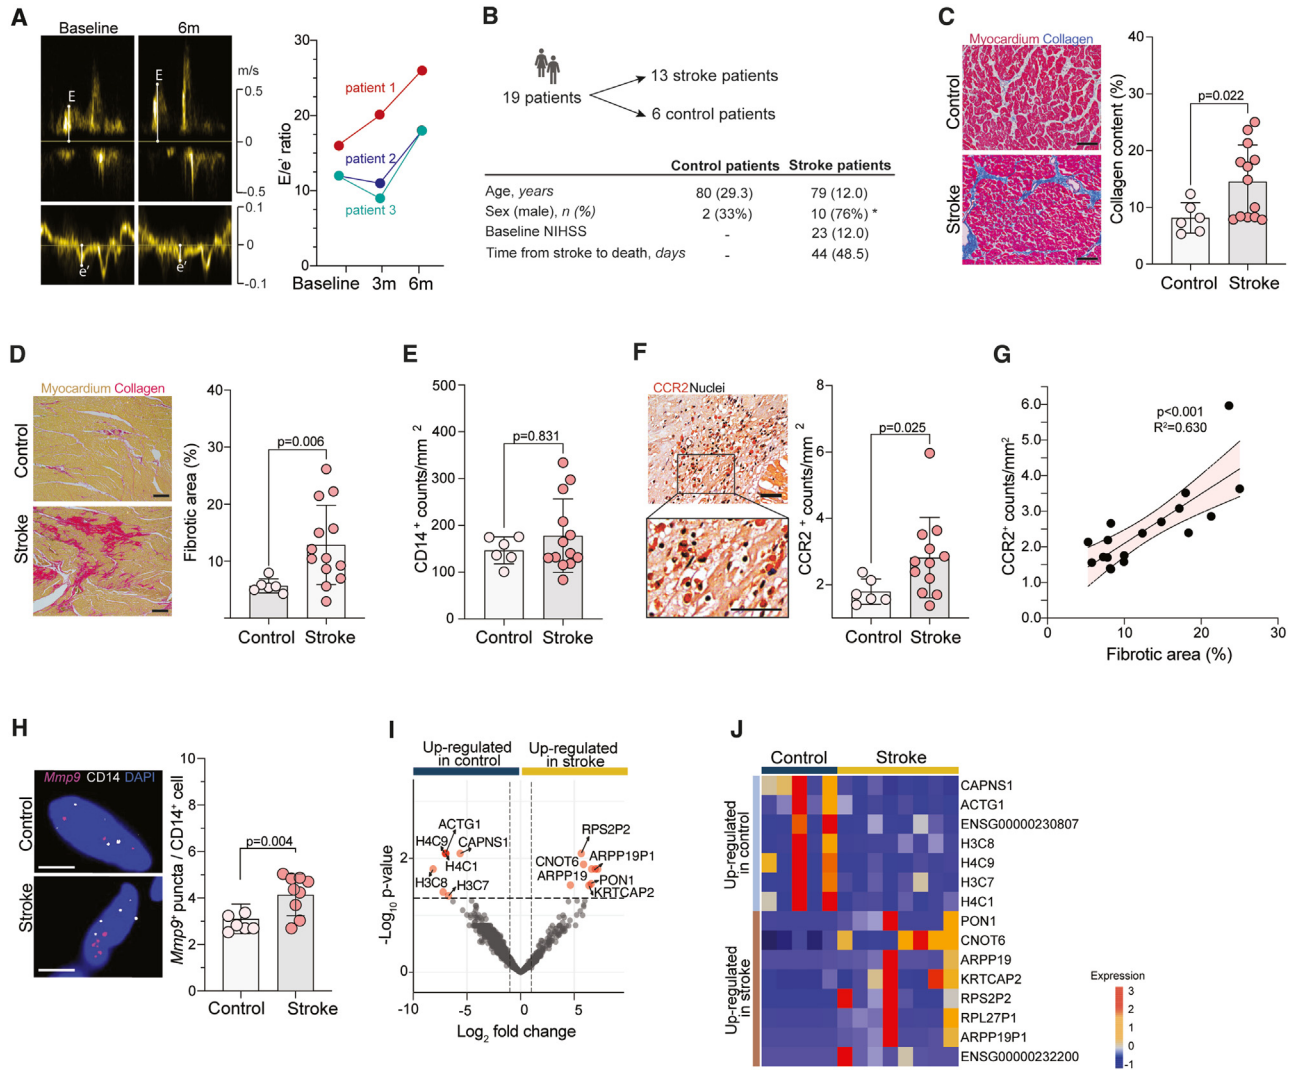 A
Baseline 6m
E
E
m/s
0.5
0
-0.5
0.1
0
-0.1
e'
e'
30
20
10
0
E/e' ratio
patient 1
patient 2
patient 3
Baseline 3m 6m
B
19 patients
13 stroke patients
6 control patients
Control patients Stroke patients
Age, years 80 (29.3) 79 (12.0)
Sex (male), n (%) 2 (33%) 10 (76%) *
Baseline NIHSS - 23 (12.0)
Time from stroke to death, days - 44 (48.5)
C
Myocardium Collagen
Control
Stroke
Collagen content (%)
40
30
20
10
0
p=0.022
Control Stroke
D
Myocardium Collagen
Control
Stroke
Fibrotic area (%)
40
30
20
10
p=0.006
Control Stroke
E
CD14+ counts/mm2
500
400
300
200
100
0
p=0.831
Control Stroke
F
CCR2 Nuclei
CCR2+ counts/mm2
8
6
4
2
p=0.025
Control Stroke
G
CCR2+ counts/mm2
6.0
5.0
4.0
3.0
2.0
1.0
0.0
p<0.001
R2=0.630
0 10 20 30
Fibrotic area (%)
H
Mmp9 CD14 DAPI
Control
Stroke
Mmp9+ puncta / CD14+ cell
10
8
6
4
2
0
p=0.004
Control Stroke
I
Up-regulated in control
Up-regulated in stroke
-Log10 p-value
2
0
ACTG1
H4C9
CAPNS1
H4C1
H3C8
H3C7
RPS2P2
CNOT6
ARPP19P1
ARPP19
PON1
KRTCAP2
-10 -5 0 5
Log2 fold change
J
Control Stroke
Up-regulated in control
Up-regulated in stroke
CAPNS1
ACTG1
ENSG00000230807
H3C8
H4C9
H3C7
H4C1
PON1
CNOT6
ARPP19
KRTCAP2
RPS2P2
RPL27P1
ARPP19P1
ENSG00000232200
Expression
3
2
1
0
-1